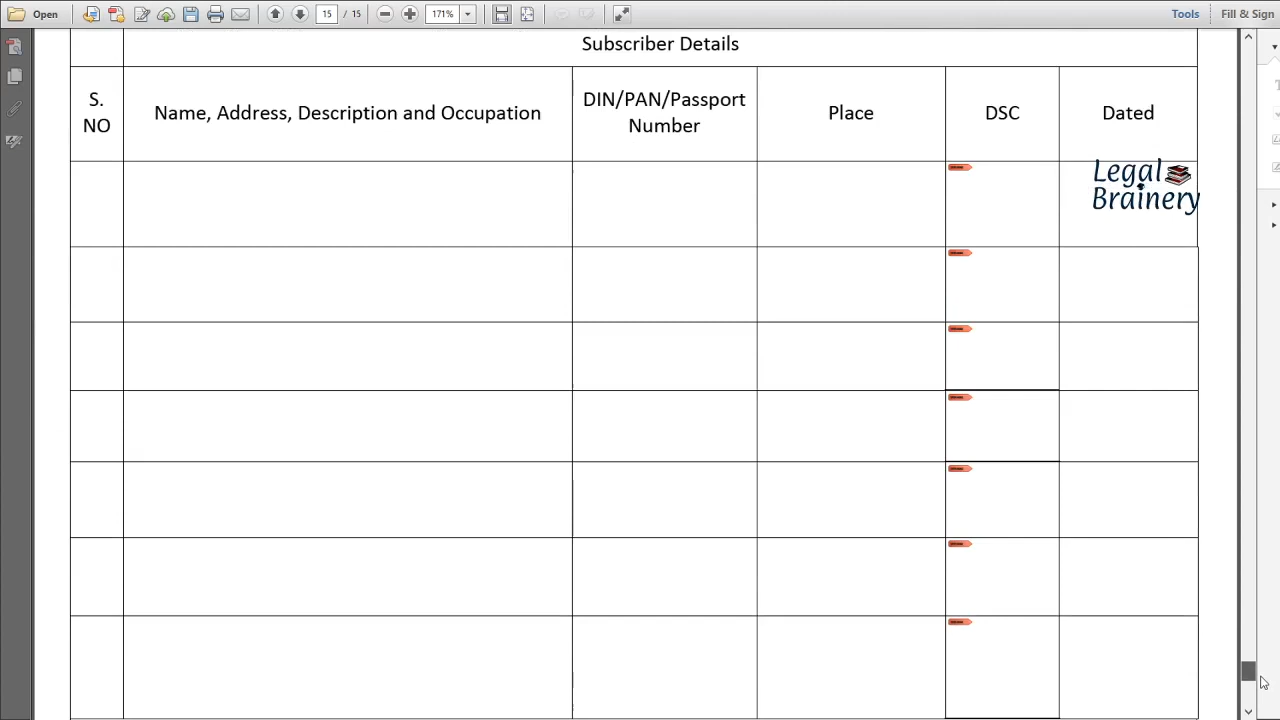 Open
15 / 15
171%
Tools
Fill & Sign
Subscriber Details
S. NO
Name, Address, Description and Occupation
DIN/PAN/Passport Number
Place
DSC
Dated
Legal
Brainery